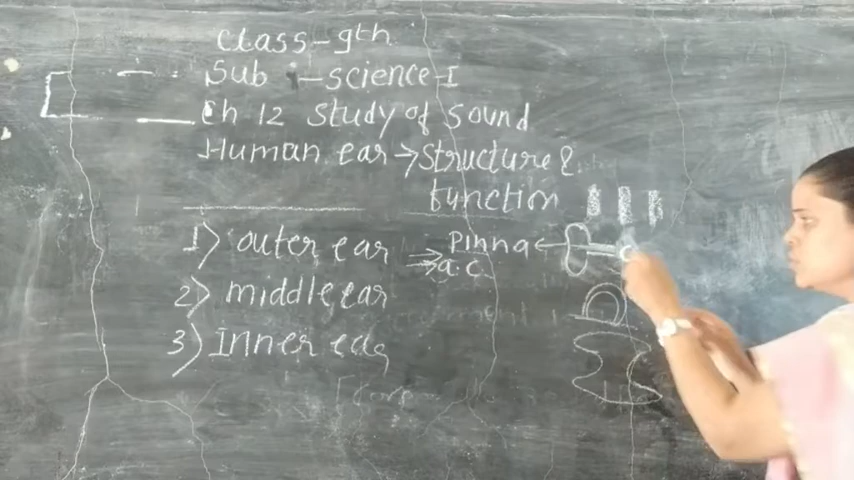 Class-9th
Sub :-science-I
Ch 12 Study of Sound
Human ear → Structure &
function
1) outer ear ⇒ Pinna ←
→ a.c
2) middle ear
3) Inner ear